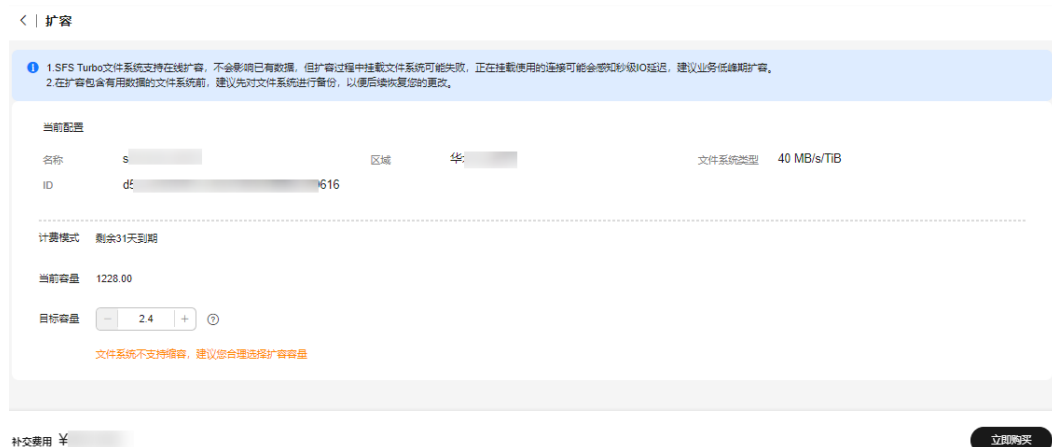 扩容
1.SFS Turbo文件系统支持在线扩容，不会影响已有数据，但扩容过程中挂载文件系统可能失败，正在挂载使用的连接可能会感知秒级IO延迟，建议业务低峰期扩容。
2.在扩容包含有用数据的文件系统前，建议先对文件系统进行备份，以便后续恢复您的更改。
当前配置
名称 s 区域 华 文件系统类型 40 MB/s/TiB
ID d 616
计费模式 剩余31天到期
当前容量 1228.00
目标容量 － 2.4 ＋ ?
文件系统不支持缩容，建议您合理选择扩容容量
补交费用 ¥ 立即购买